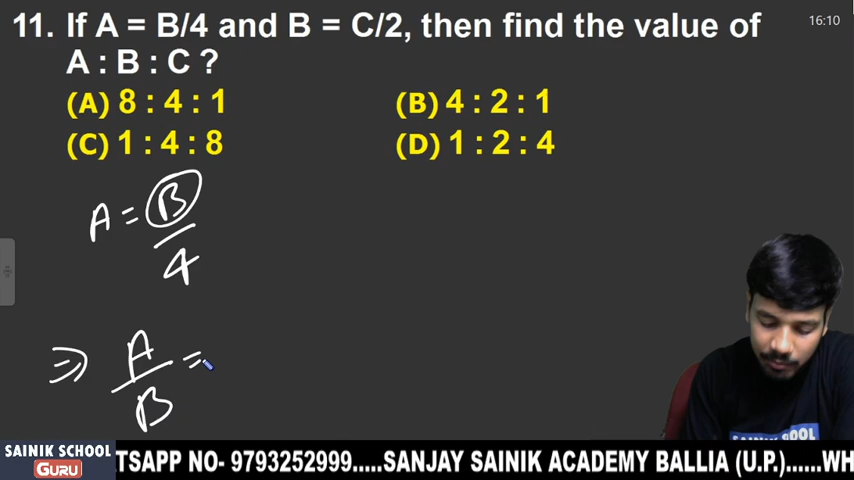 16:10
11. If A = B/4 and B = C/2, then find the value of
A : B : C ?
(A) 8 : 4 : 1
(B) 4 : 2 : 1
(C) 1 : 4 : 8
(D) 1 : 2 : 4
A = B/4
⇒ A/B =
SAINIK SCHOOL
GURU
TSAPP NO- 9793252999.....SANJAY SAINIK ACADEMY BALLIA (U.P.)......WH